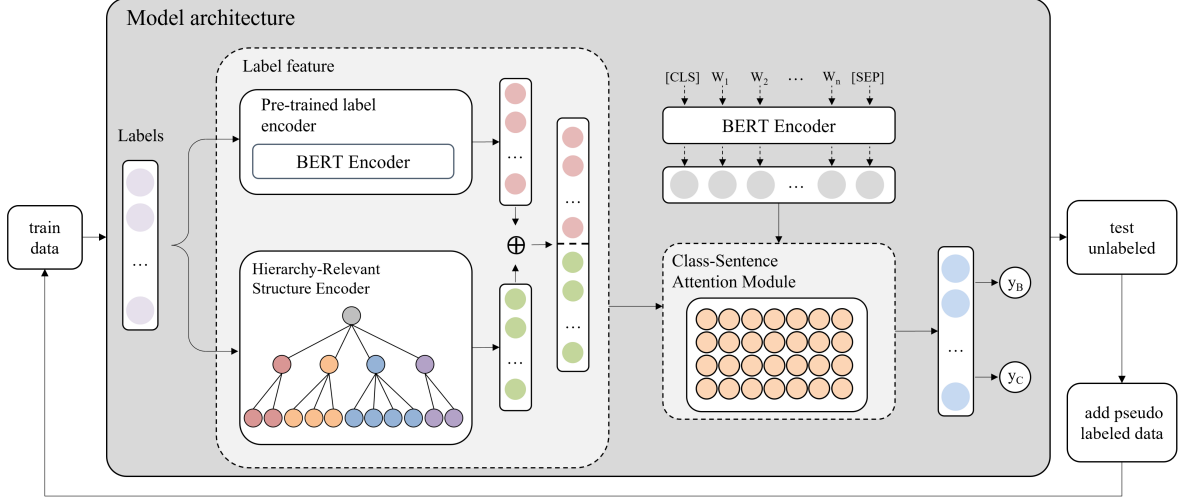 Model architecture
Label feature
Pre-trained label
encoder
BERT Encoder
Labels
…
…
…
Hierarchy-Relevant
Structure Encoder
…
…
[CLS] W1 W2 … Wn [SEP]
BERT Encoder
…
Class-Sentence
Attention Module
…
yB
yC
train
data
test
unlabeled
add pseudo
labeled data